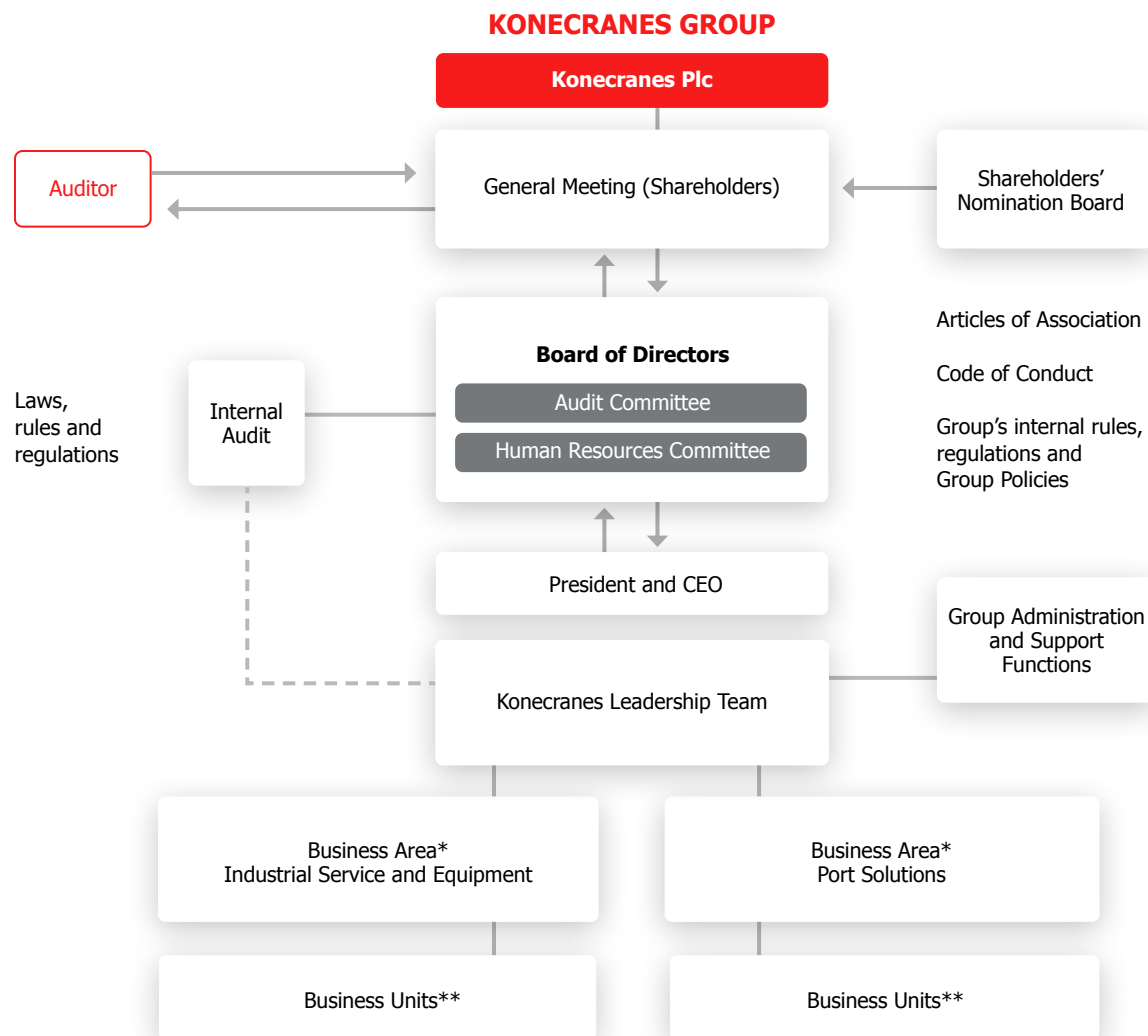 KONECRANES GROUP
Konecranes Plc
Auditor
General Meeting (Shareholders)
Shareholders’
Nomination Board
Articles of Association
Code of Conduct
Group’s internal rules,
regulations and
Group Policies
Laws,
rules and
regulations
Internal
Audit
Board of Directors
Audit Committee
Human Resources Committee
President and CEO
Group Administration
and Support
Functions
Konecranes Leadership Team
Business Area*
Industrial Service and Equipment
Business Area*
Port Solutions
Business Units**
Business Units**